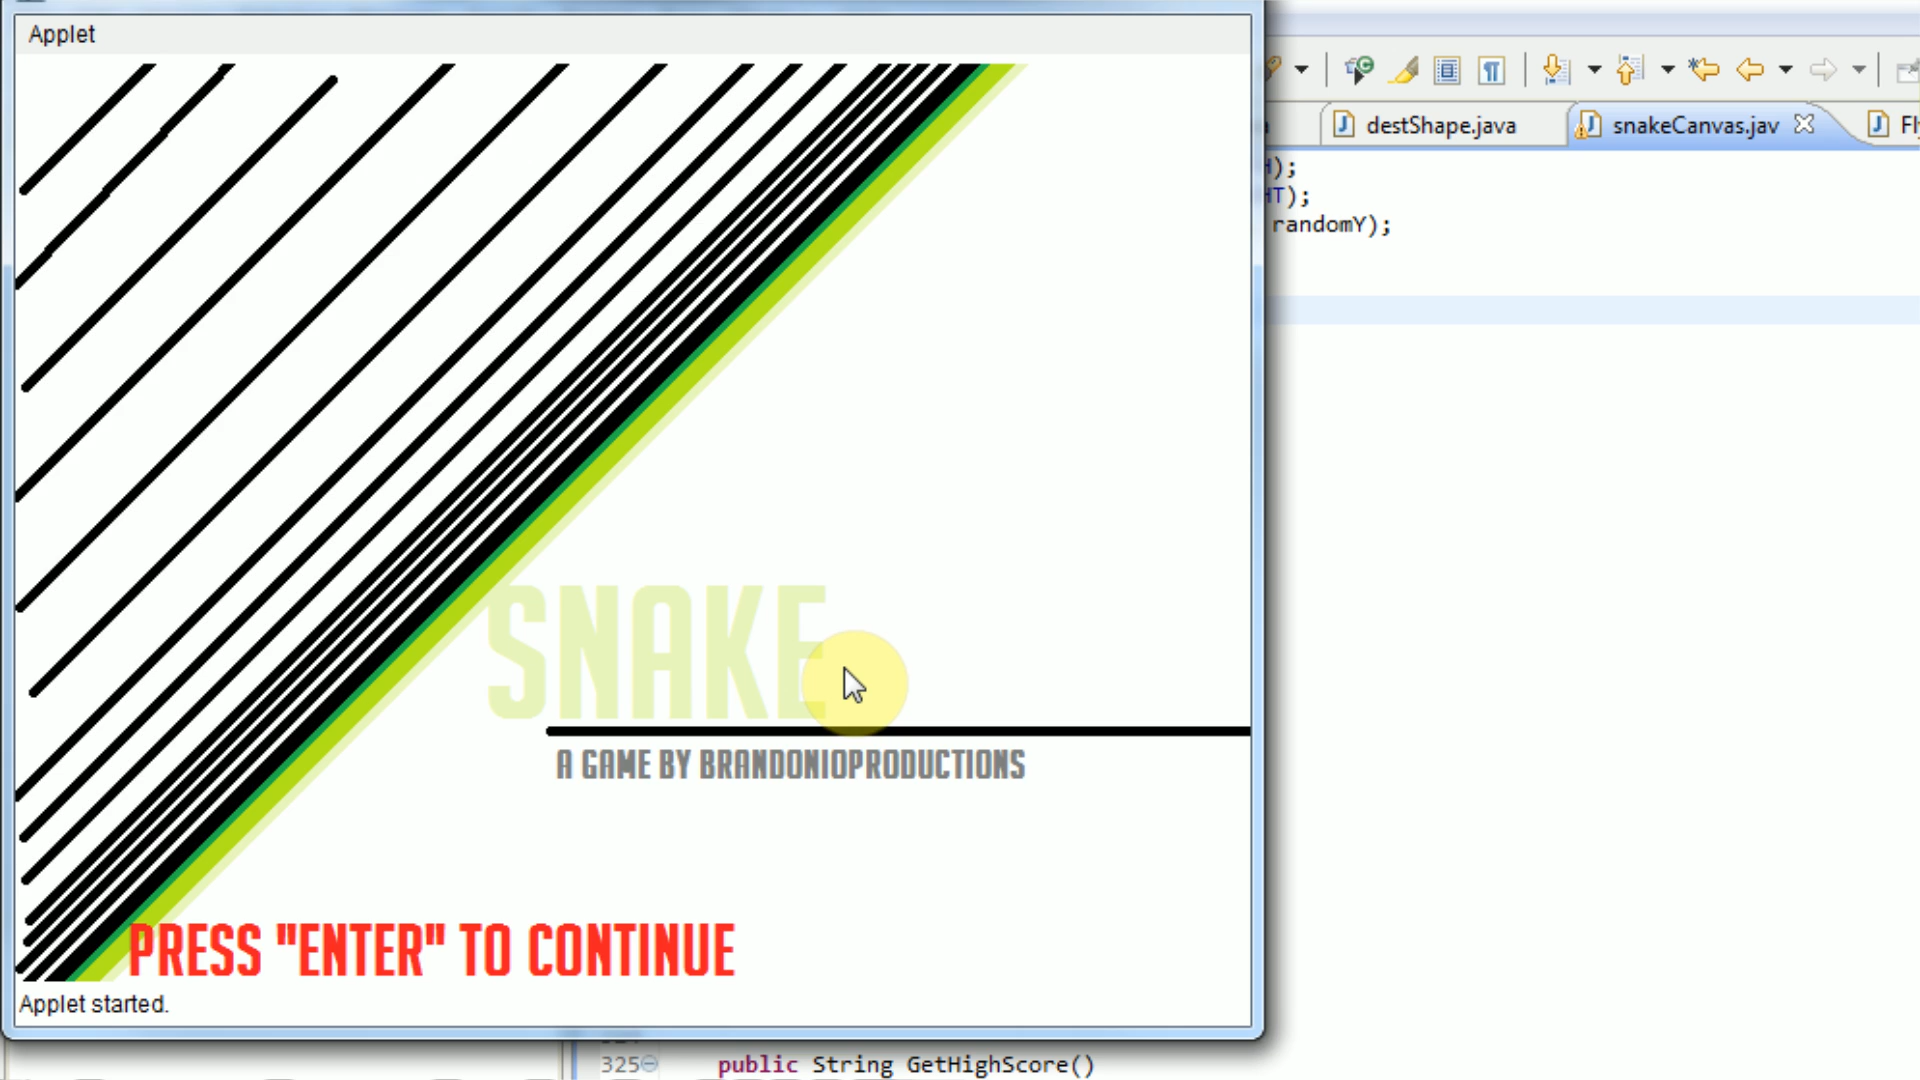 Applet
destShape.java
snakeCanvas.jav
);
);
randomY);
SNAKE
A GAME BY BRANDONIOPRODUCTIONS
PRESS "ENTER" TO CONTINUE
Applet started.
325 public String GetHighScore()